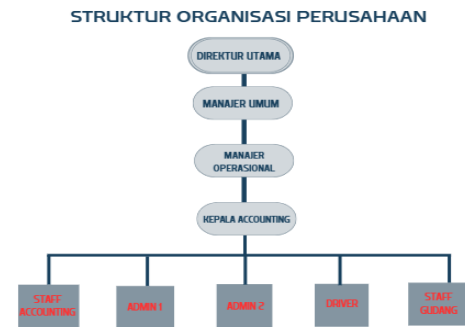 STRUKTUR ORGANISASI PERUSAHAAN
DIREKTUR UTAMA
MANAJER UMUM
MANAJER
OPERASIONAL
KEPALA ACCOUNTING
STAFF
ACCOUNTING
ADMIN 1
ADMIN 2
DRIVER
STAFF
GUDANG